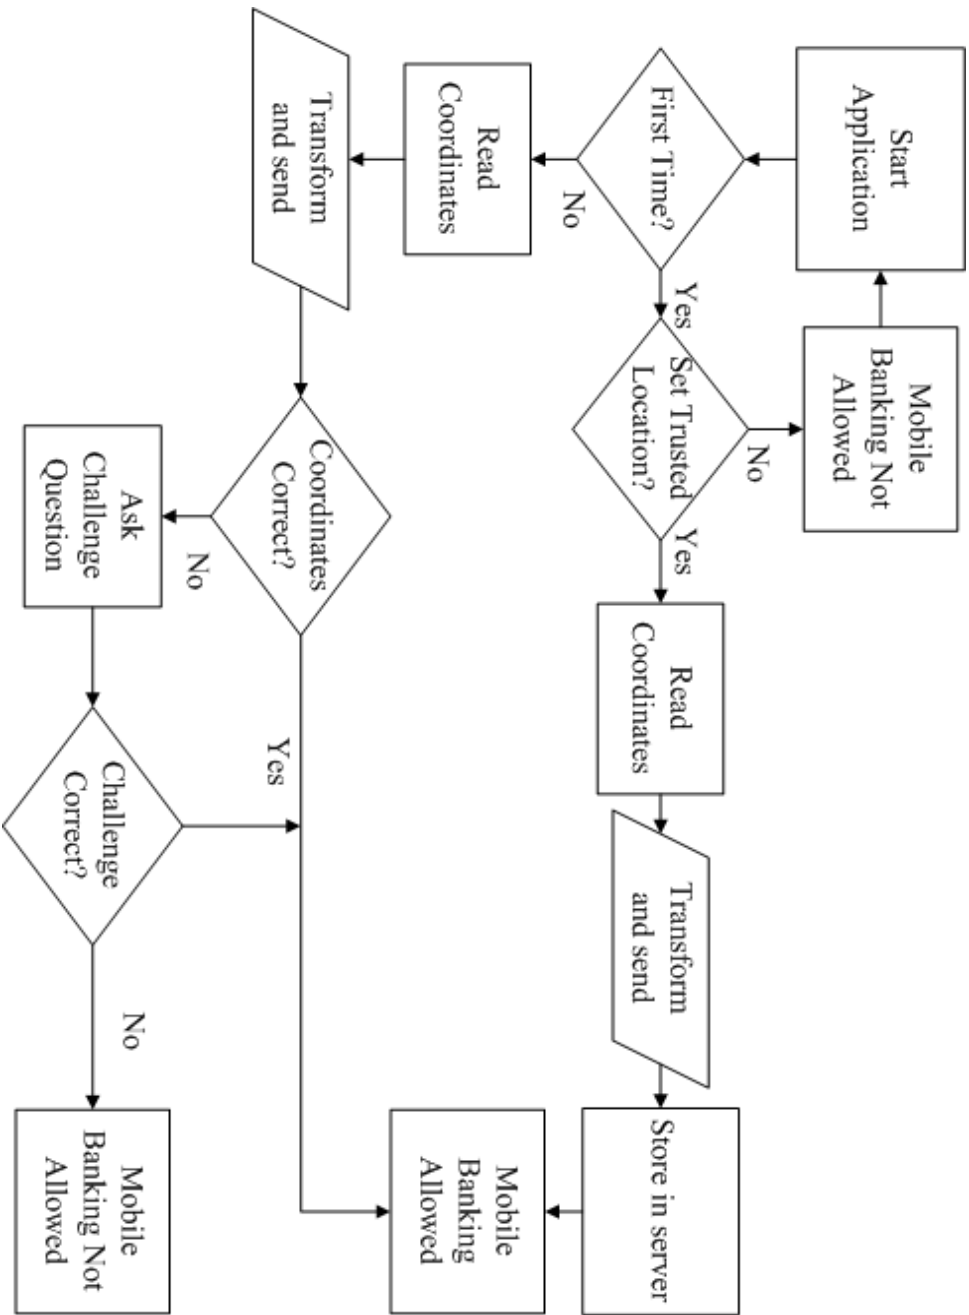 Start
Application
Mobile
Banking Not
Allowed
First Time?
Yes
No
Set Trusted
Location?
No
Yes
Read
Coordinates
Transform
and send
Store in server
Read
Coordinates
Transform
and send
Coordinates
Correct?
Yes
No
Mobile
Banking
Allowed
Ask
Challenge
Question
Challenge
Correct?
No
Mobile
Banking Not
Allowed